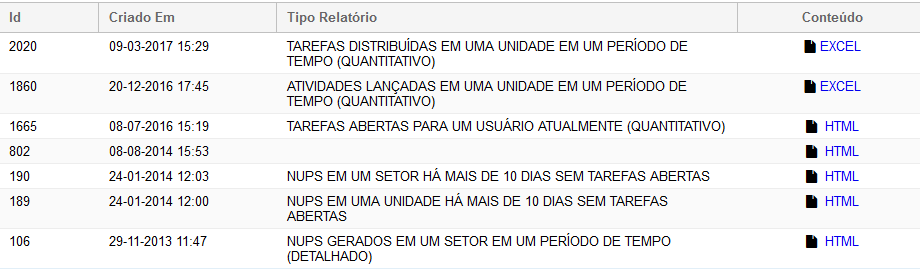 Id Criado Em Tipo Relatório Conteúdo
2020 09-03-2017 15:29 TAREFAS DISTRIBUÍDAS EM UMA UNIDADE EM UM PERÍODO DE EXCEL
TEMPO (QUANTITATIVO)
1860 20-12-2016 17:45 ATIVIDADES LANÇADAS EM UMA UNIDADE EM UM PERÍODO DE EXCEL
TEMPO (QUANTITATIVO)
1665 08-07-2016 15:19 TAREFAS ABERTAS PARA UM USUÁRIO ATUALMENTE (QUANTITATIVO) HTML
802 08-08-2014 15:53 HTML
190 24-01-2014 12:03 NUPS EM UM SETOR HÁ MAIS DE 10 DIAS SEM TAREFAS ABERTAS HTML
189 24-01-2014 12:00 NUPS EM UMA UNIDADE HÁ MAIS DE 10 DIAS SEM TAREFAS HTML
ABERTAS
106 29-11-2013 11:47 NUPS GERADOS EM UM SETOR EM UM PERÍODO DE TEMPO HTML
(DETALHADO)